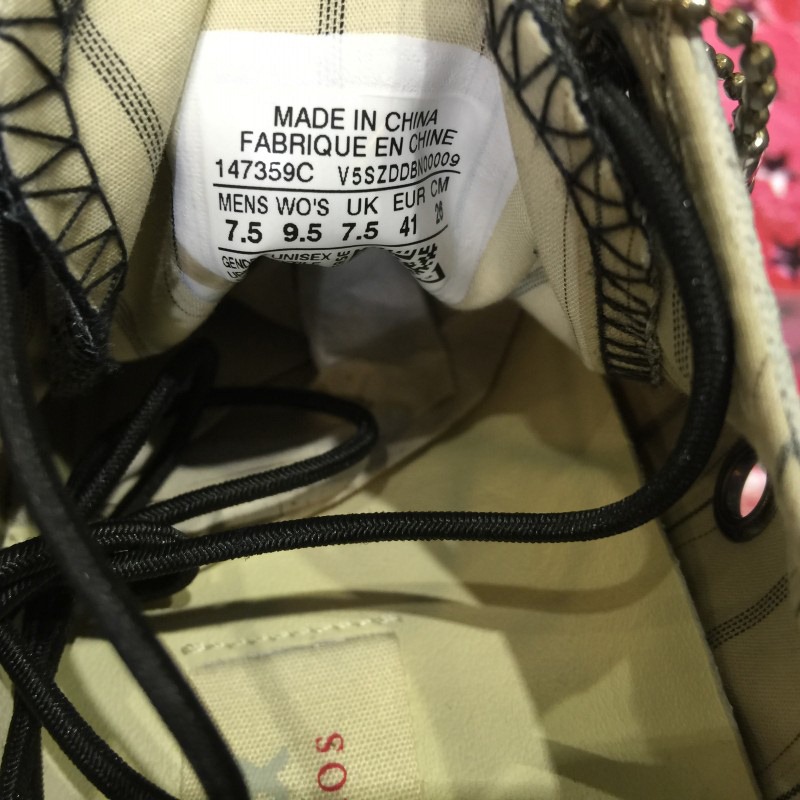 MADE IN CHINA
FABRIQUE EN CHINE
147359C V5SZDDBN00009
MENS WO'S UK EUR CM
7.5 9.5 7.5 41 26
UNISEX
OS